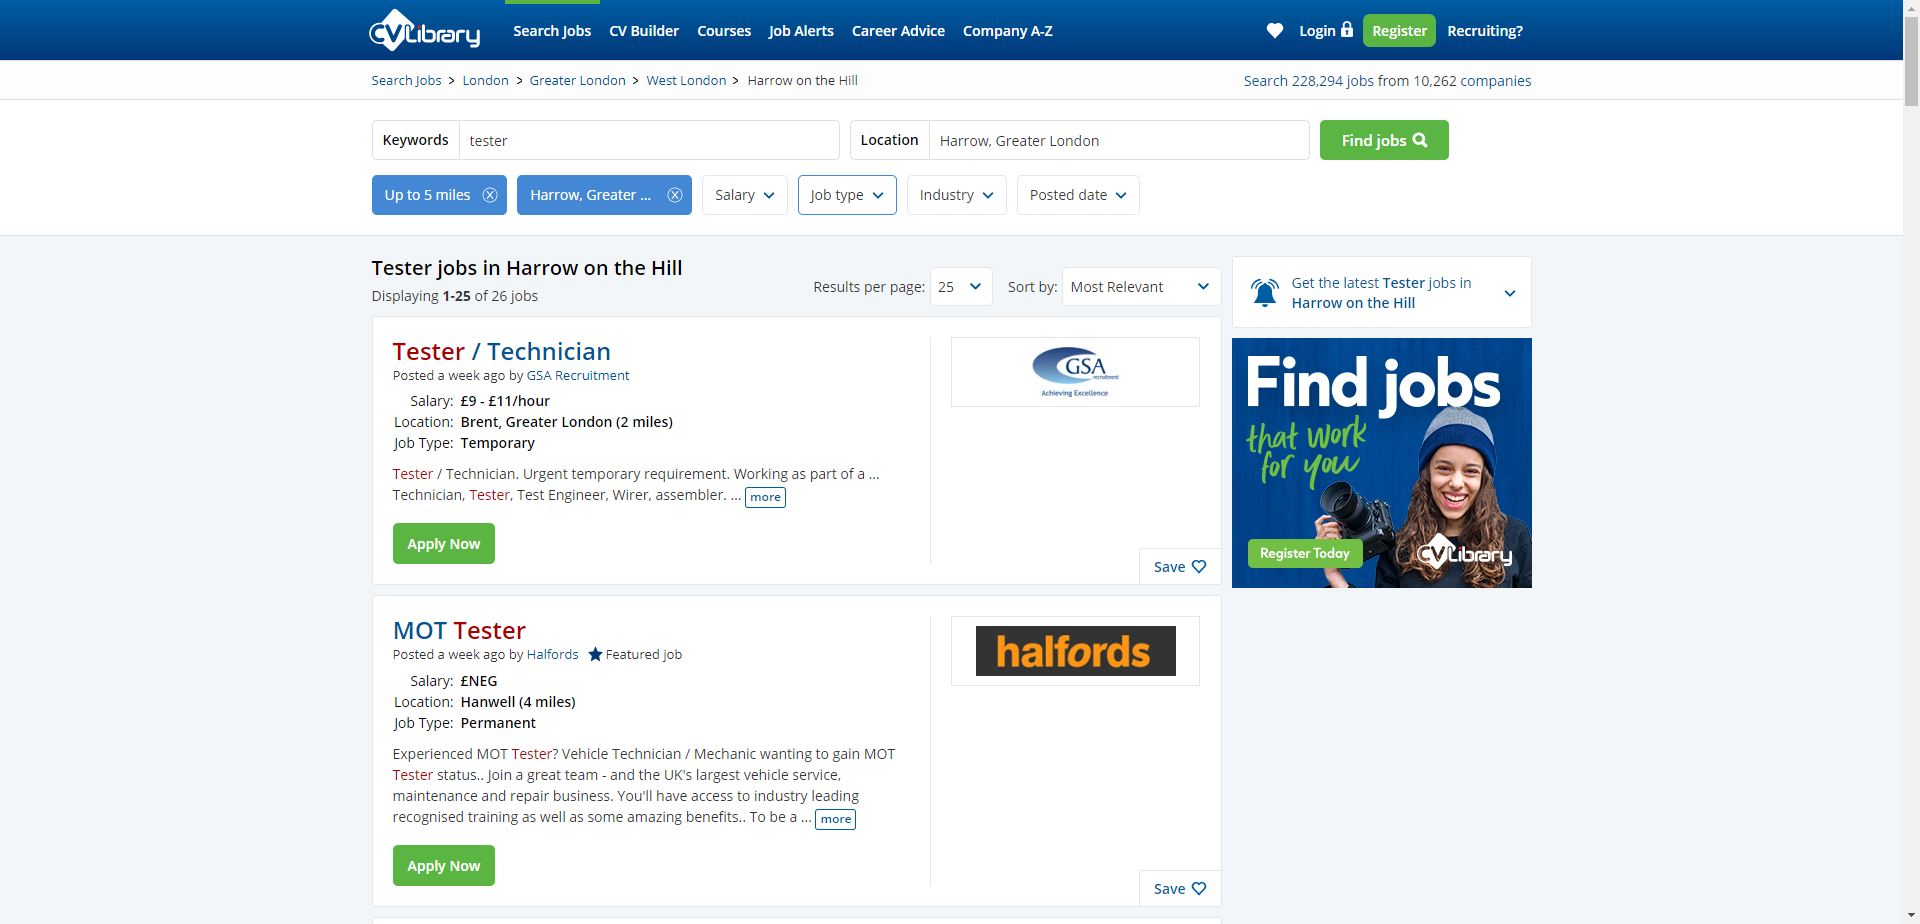 CVLibrary
Search Jobs CV Builder Courses Job Alerts Career Advice Company A-Z Login Register Recruiting?
Search Jobs > London > Greater London > West London > Harrow on the Hill
Search 228,294 jobs from 10,262 companies
Keywords tester Location Harrow, Greater London Find jobs
Up to 5 miles Harrow, Greater ... Salary Job type Industry Posted date
Tester jobs in Harrow on the Hill
Displaying 1-25 of 26 jobs
Results per page: 25 Sort by: Most Relevant
Get the latest Tester jobs in
Harrow on the Hill
Tester / Technician
Posted a week ago by GSA Recruitment
Salary: £9 - £11/hour
Location: Brent, Greater London (2 miles)
Job Type: Temporary
Tester / Technician. Urgent temporary requirement. Working as part of a ...
Technician, Tester, Test Engineer, Wirer, assembler. ... more
Apply Now
GSA
recruitment
Achieving Excellence
Save
Find jobs
that work
for you
Register Today
CVLibrary
MOT Tester
Posted a week ago by Halfords Featured job
Salary: £NEG
Location: Hanwell (4 miles)
Job Type: Permanent
Experienced MOT Tester? Vehicle Technician / Mechanic wanting to gain MOT
Tester status.. Join a great team - and the UK's largest vehicle service,
maintenance and repair business. You'll have access to industry leading
recognised training as well as some amazing benefits.. To be a ... more
Apply Now
halfords
Save